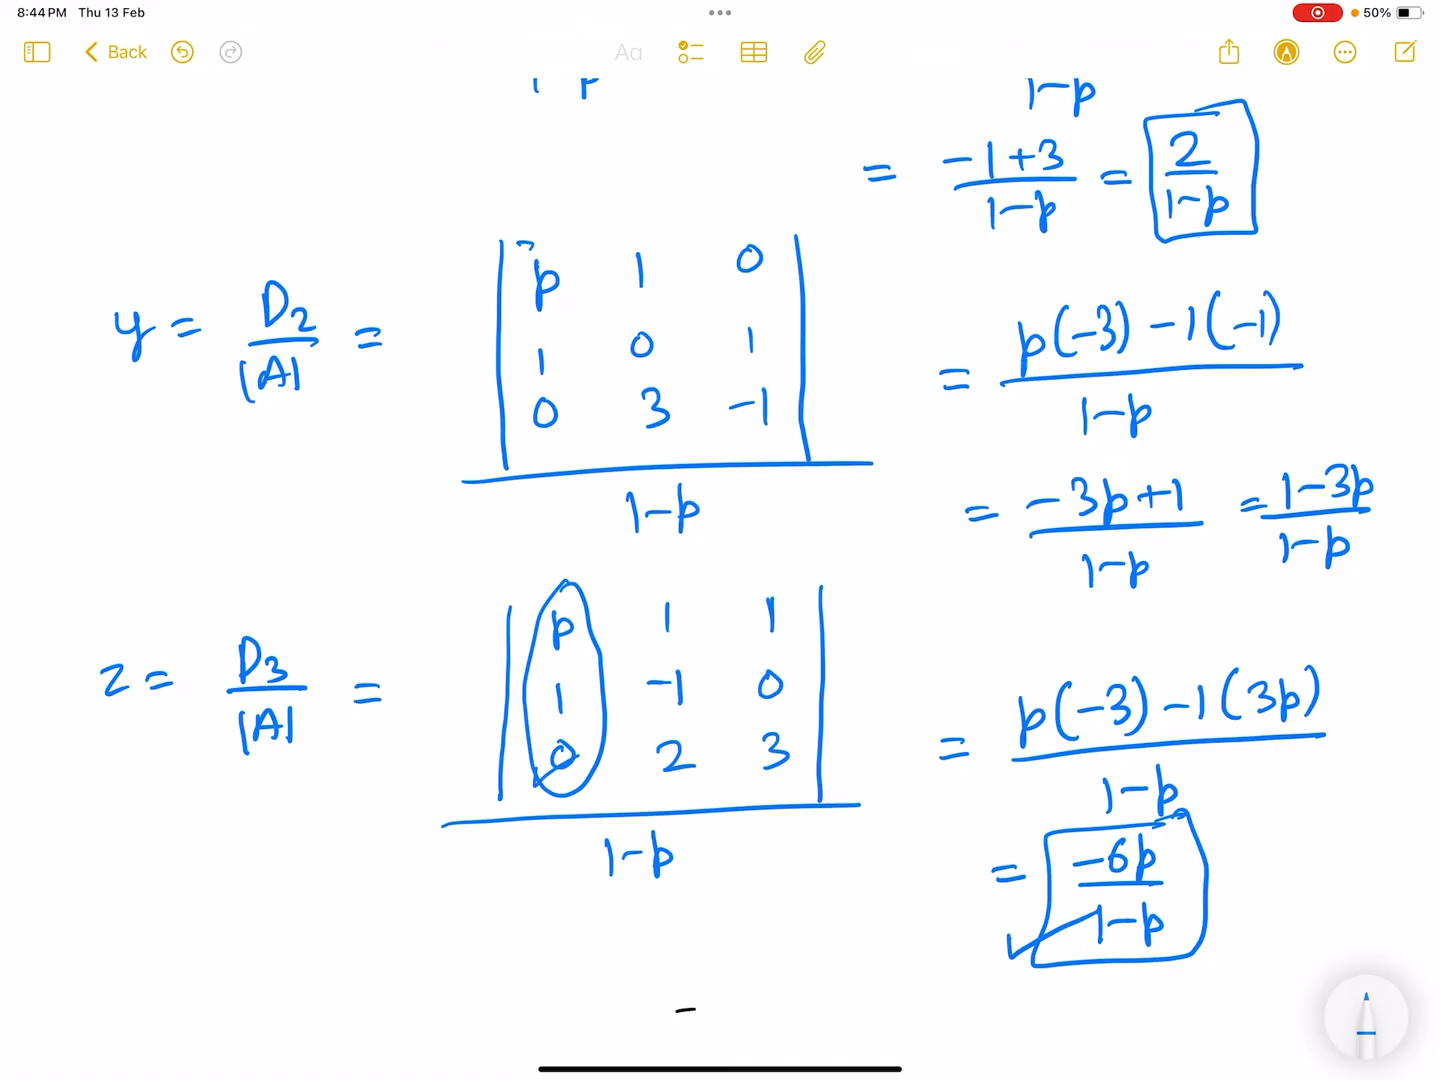 8:44 PM Thu 13 Feb
50%
Back
Aa
1-p
= -1+3 / 1-p = 2 / 1-p
y = D2 / |A| = | p 1 0 |
| 1 0 1 |
| 0 3 -1 |
1-p
= p(-3) -1(-1) / 1-p
= -3p+1 / 1-p = 1-3p / 1-p
z = D3 / |A| = | p 1 1 |
| 1 -1 0 |
| 0 2 3 |
1-p
= p(-3) -1(3p) / 1-p
= -6p / 1-p